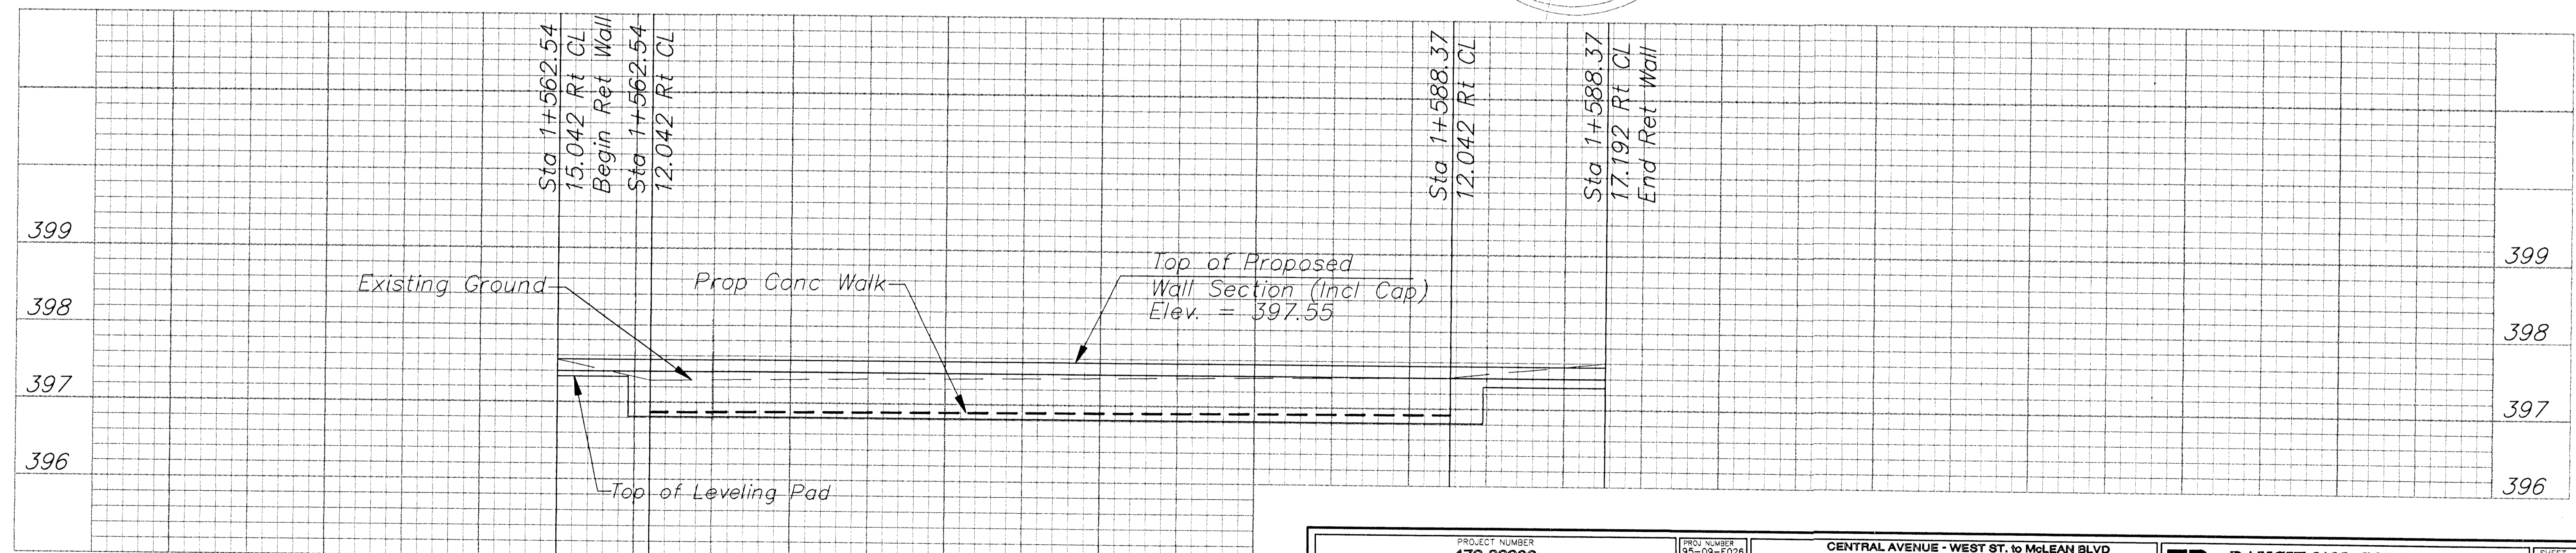 Sta 1+562.54
15.042 Rt CL
Begin Ret Wall
Sta 1+562.54
12.042 Rt CL
Sta 1+588.37
12.042 Rt CL
Sta 1+588.37
17.192 Rt CL
End Ret Wall
399
399
Existing Ground
Prop Conc Walk
Top of Proposed
Wall Section (Incl Cap)
Elev. = 397.55
398
398
397
397
396
396
Top of Leveling Pad
PROJECT NUMBER
PROJ NUMBER
95-09-E026
CENTRAL AVENUE - WEST ST. to McLEAN BLVD
SHEET